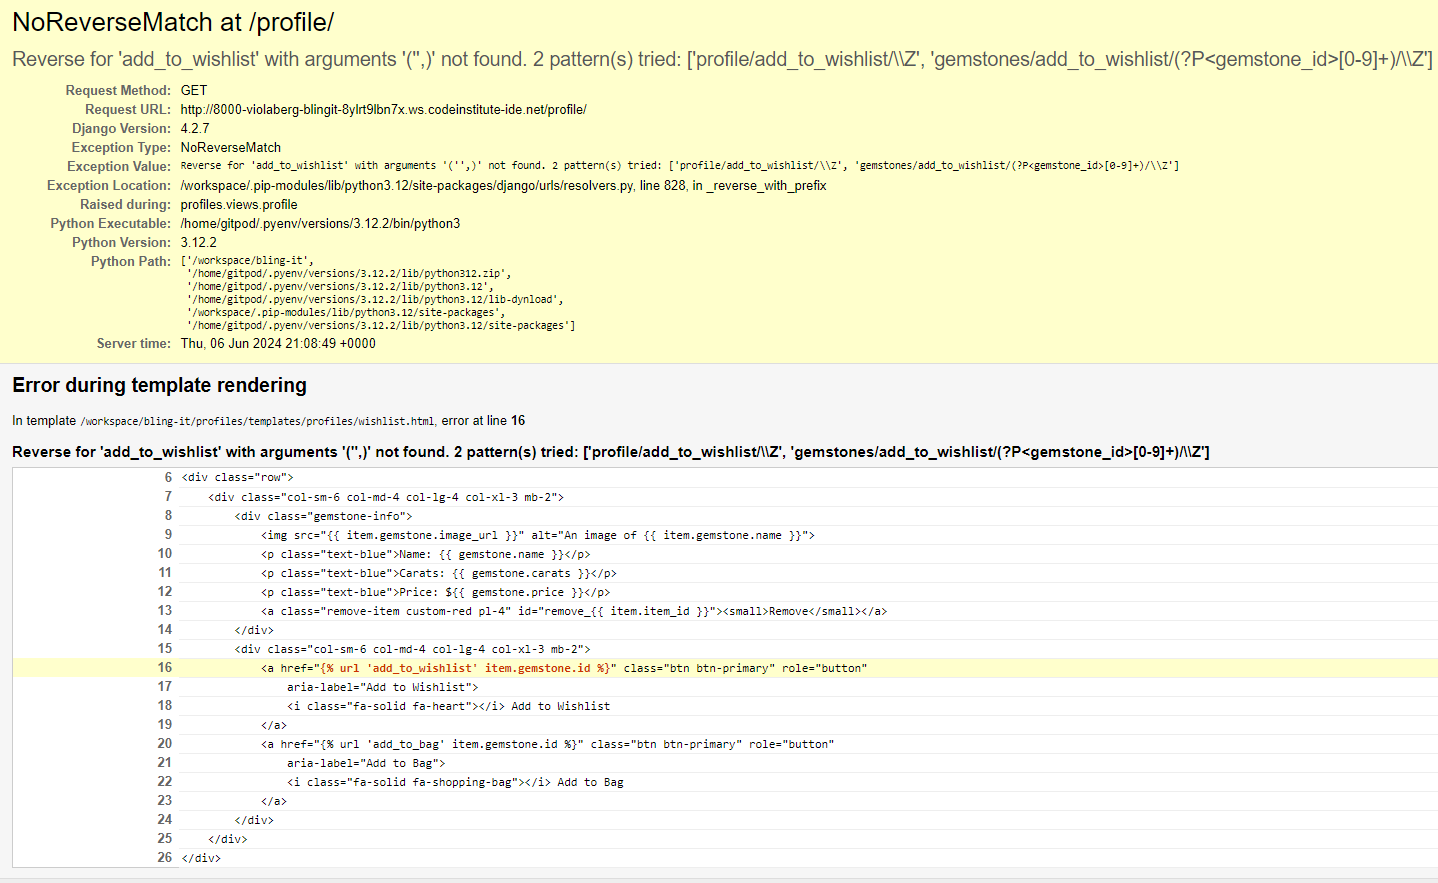 NoReverseMatch at /profile/
Reverse for 'add_to_wishlist' with arguments '('',)' not found. 2 pattern(s) tried: ['profile/add_to_wishlist/\\Z', 'gemstones/add_to_wishlist/(?P<gemstone_id>[0-9]+)/\\Z']
Request Method: GET
Request URL: http://8000-violaberg-blingit-8ylrt9lbn7x.ws.codeinstitute-ide.net/profile/
Django Version: 4.2.7
Exception Type: NoReverseMatch
Exception Value: Reverse for 'add_to_wishlist' with arguments '('',)' not found. 2 pattern(s) tried: ['profile/add_to_wishlist/\\Z', 'gemstones/add_to_wishlist/(?P<gemstone_id>[0-9]+)/\\Z']
Exception Location: /workspace/.pip-modules/lib/python3.12/site-packages/django/urls/resolvers.py, line 828, in _reverse_with_prefix
Raised during: profiles.views.profile
Python Executable: /home/gitpod/.pyenv/versions/3.12.2/bin/python3
Python Version: 3.12.2
Python Path: ['/workspace/bling-it',
'/home/gitpod/.pyenv/versions/3.12.2/lib/python312.zip',
'/home/gitpod/.pyenv/versions/3.12.2/lib/python3.12',
'/home/gitpod/.pyenv/versions/3.12.2/lib/python3.12/lib-dynload',
'/workspace/.pip-modules/lib/python3.12/site-packages',
'/home/gitpod/.pyenv/versions/3.12.2/lib/python3.12/site-packages']
Server time: Thu, 06 Jun 2024 21:08:49 +0000
Error during template rendering
In template /workspace/bling-it/profiles/templates/profiles/wishlist.html, error at line 16
Reverse for 'add_to_wishlist' with arguments '('',)' not found. 2 pattern(s) tried: ['profile/add_to_wishlist/\\Z', 'gemstones/add_to_wishlist/(?P<gemstone_id>[0-9]+)/\\Z']
6 <div class="row">
7 <div class="col-sm-6 col-md-4 col-lg-4 col-xl-3 mb-2">
8 <div class="gemstone-info">
9 <img src="{{ item.gemstone.image_url }}" alt="An image of {{ item.gemstone.name }}">
10 <p class="text-blue">Name: {{ gemstone.name }}</p>
11 <p class="text-blue">Carats: {{ gemstone.carats }}</p>
12 <p class="text-blue">Price: ${{ gemstone.price }}</p>
13 <a class="remove-item custom-red pl-4" id="remove_{{ item.item_id }}"><small>Remove</small></a>
14 </div>
15 <div class="col-sm-6 col-md-4 col-lg-4 col-xl-3 mb-2">
16 <a href="{% url 'add_to_wishlist' item.gemstone.id %}" class="btn btn-primary" role="button"
17 aria-label="Add to Wishlist">
18 <i class="fa-solid fa-heart"></i> Add to Wishlist
19 </a>
20 <a href="{% url 'add_to_bag' item.gemstone.id %}" class="btn btn-primary" role="button"
21 aria-label="Add to Bag">
22 <i class="fa-solid fa-shopping-bag"></i> Add to Bag
23 </a>
24 </div>
25 </div>
26 </div>